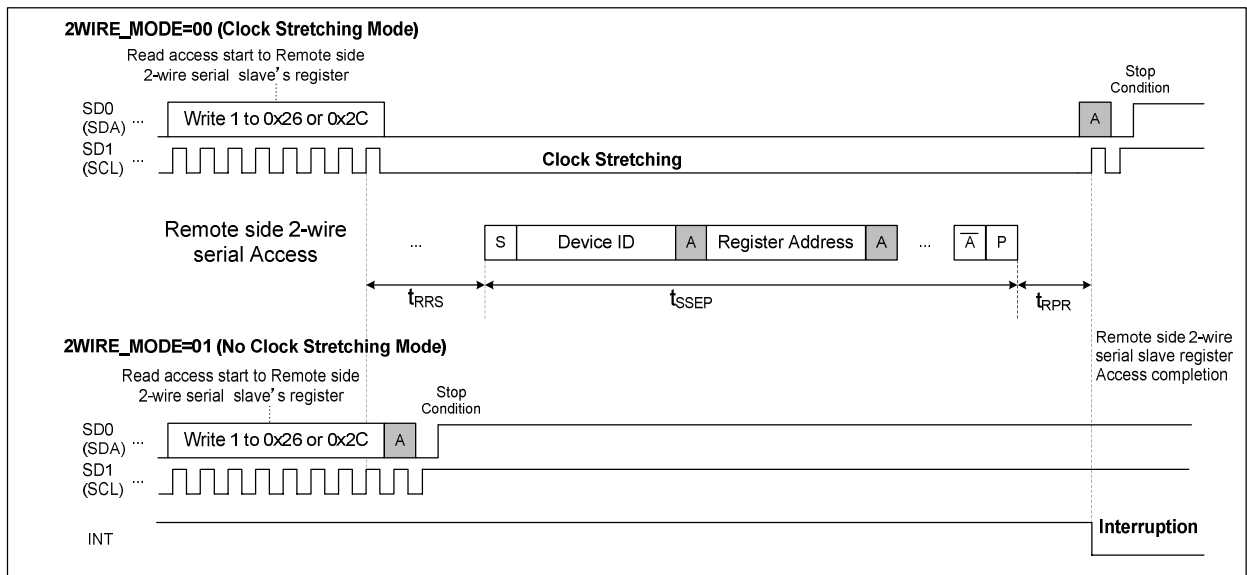 2WIRE_MODE=00 (Clock Stretching Mode)
Read access start to Remote side
2-wire serial slave's register
Stop
Condition
SD0
(SDA) ...
Write 1 to 0x26 or 0x2C
A
SD1
(SCL) ...
Clock Stretching
Remote side 2-wire
serial Access
... S Device ID A Register Address A ... A P
tRRS tSSEP tRPR
2WIRE_MODE=01 (No Clock Stretching Mode)
Remote side 2-wire
serial slave register
Access completion
Read access start to Remote side
2-wire serial slave's register
Stop
Condition
SD0
(SDA) ...
Write 1 to 0x26 or 0x2C A
SD1
(SCL) ...
INT
Interruption